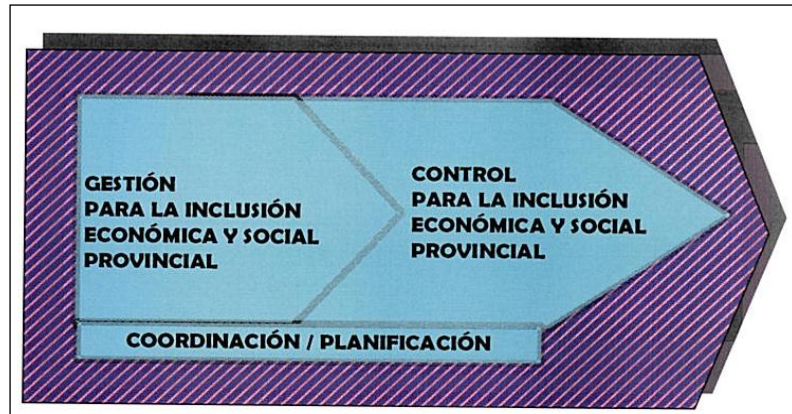 GESTIÓN
PARA LA INCLUSIÓN
ECONÓMICA Y SOCIAL
PROVINCIAL
CONTROL
PARA LA INCLUSIÓN
ECONÓMICA Y SOCIAL
PROVINCIAL
COORDINACIÓN / PLANIFICACIÓN